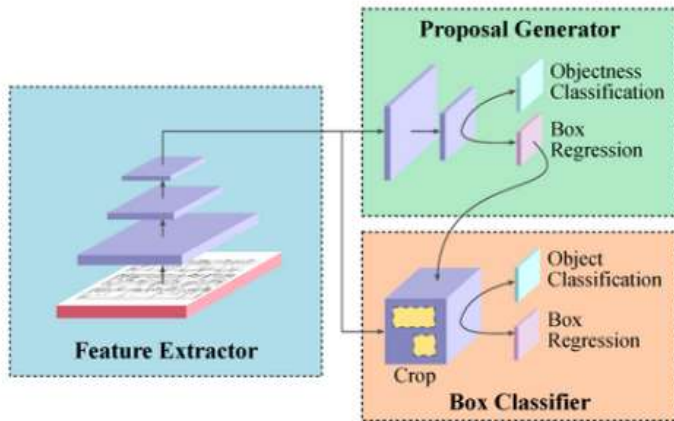 Proposal Generator
Objectness
Classification
Box
Regression
Feature Extractor
Object
Classification
Box
Regression
Crop
Box Classifier